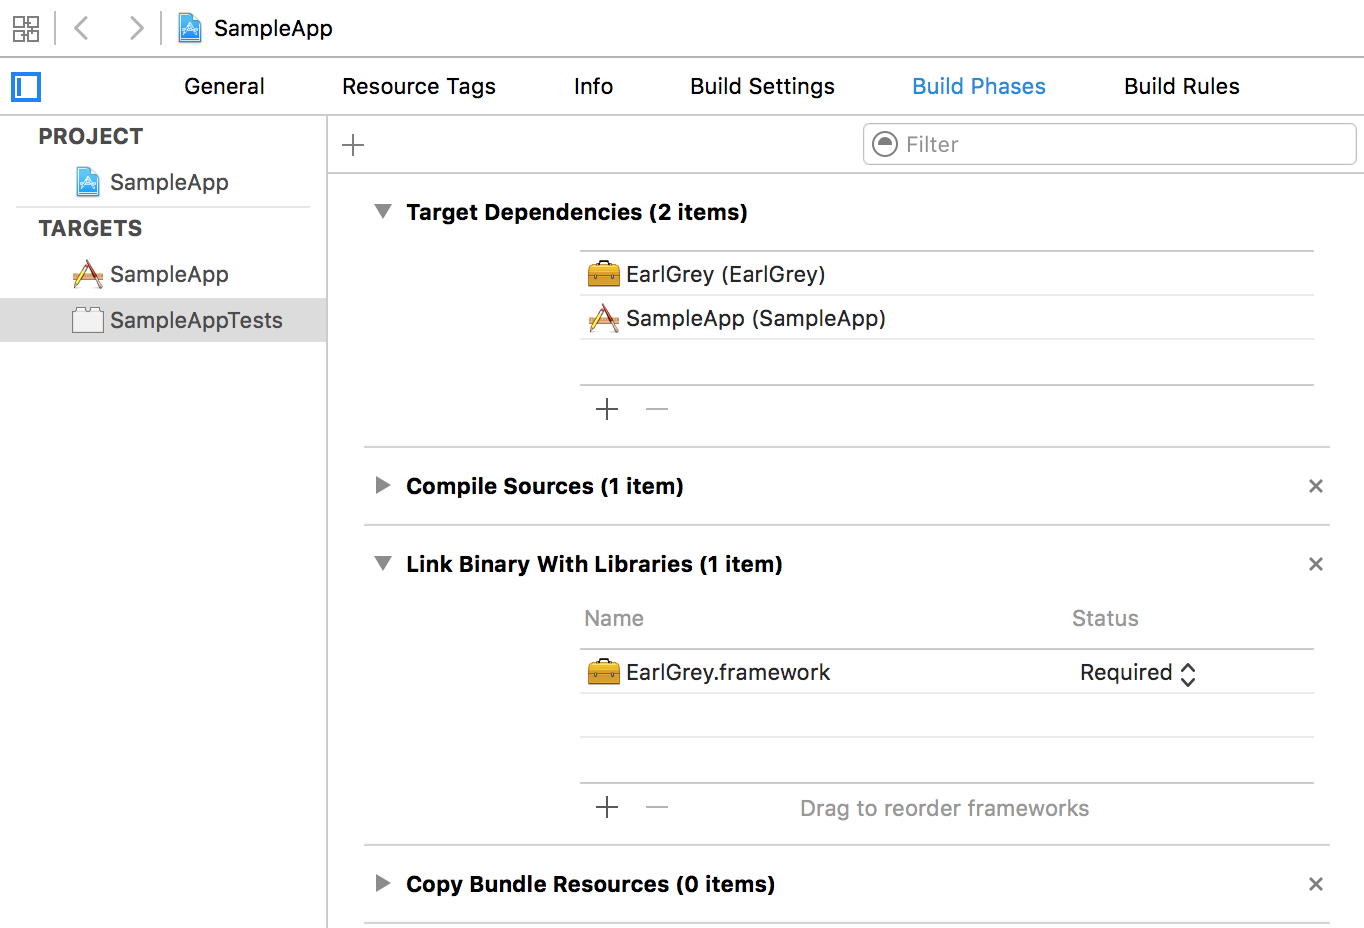 SampleApp
General Resource Tags Info Build Settings Build Phases Build Rules
PROJECT
SampleApp
TARGETS
SampleApp
SampleAppTests
Filter
Target Dependencies (2 items)
EarlGrey (EarlGrey)
SampleApp (SampleApp)
Compile Sources (1 item)
Link Binary With Libraries (1 item)
Name Status
EarlGrey.framework Required
Drag to reorder frameworks
Copy Bundle Resources (0 items)